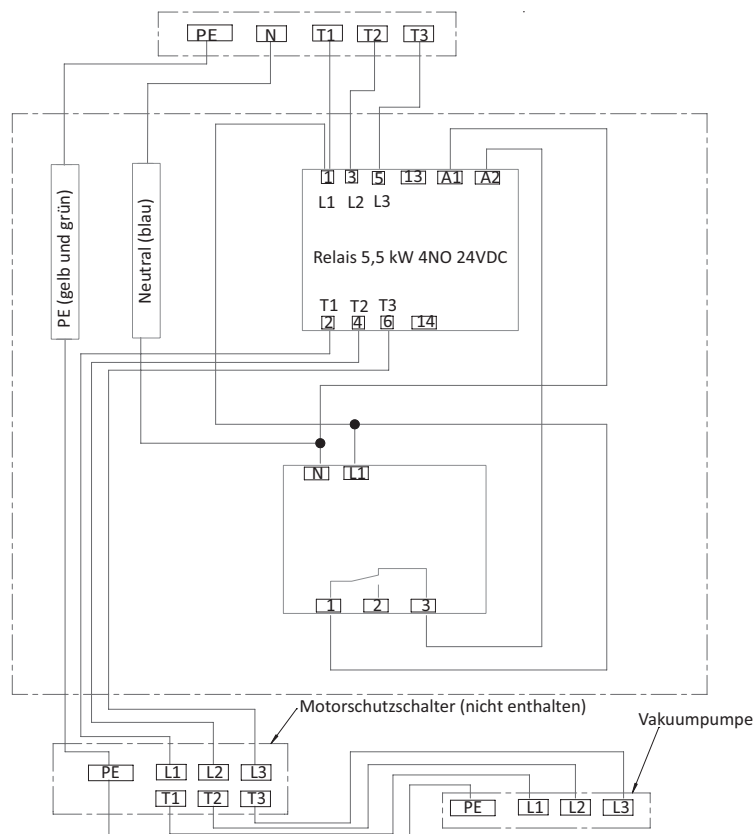 PE N T1 T2 T3
1 3 5 13 A1 A2
L1 L2 L3
Relais 5,5 kW 4NO 24VDC
T1 T2 T3
2 4 6 14
PE (gelb und grün)
Neutral (blau)
N L1
1 2 3
Motorschutzschalter (nicht enthalten)
Vakuumpumpe
PE L1 L2 L3
T1 T2 T3
PE L1 L2 L3